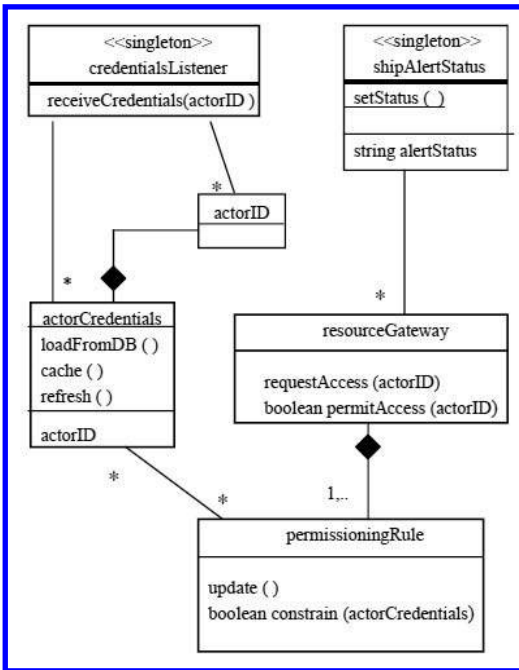 <<singleton>>
credentialsListener
receiveCredentials(actorID )
<<singleton>>
shipAlertStatus
setStatus ( )
string alertStatus
*
actorID
*
*
actorCredentials
loadFromDB ( )
cache ( )
refresh ( )
actorID
resourceGateway
requestAccess (actorID)
boolean permitAccess (actorID)
*
*
1,..
permissioningRule
update ( )
boolean constrain (actorCredentials)